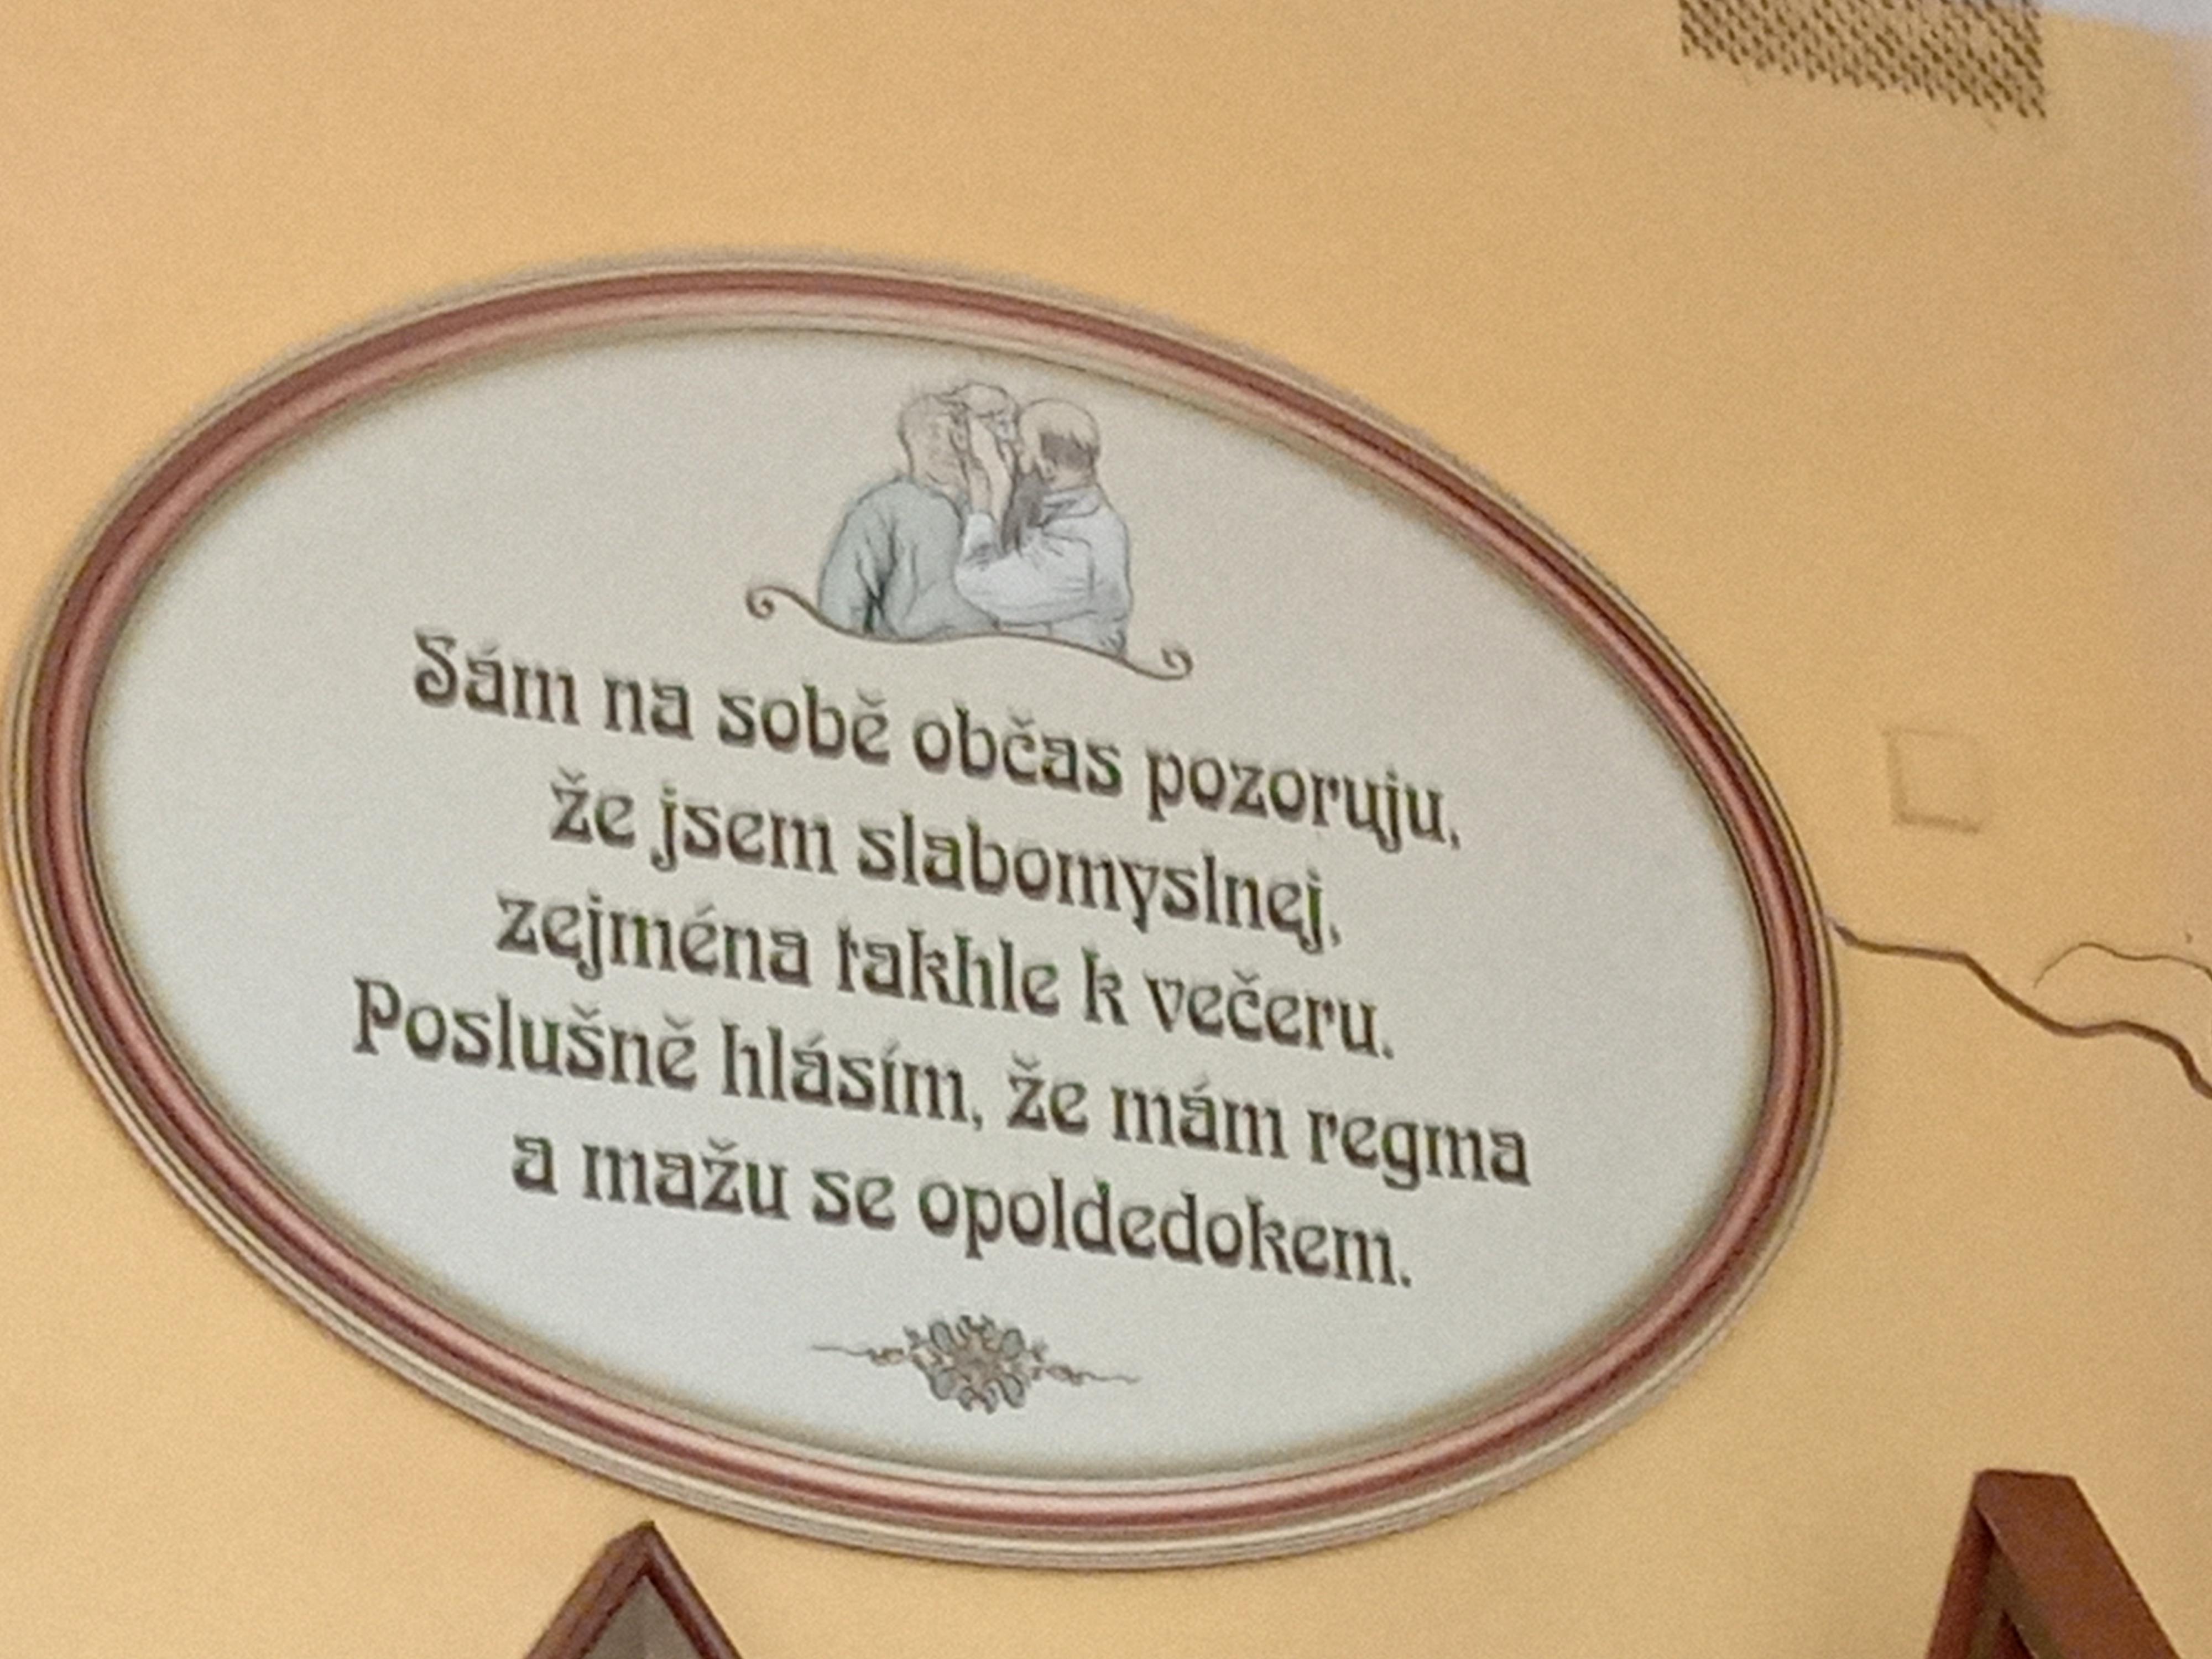 Sám na sobě občas pozoruju,
že jsem slabomyslnej,
zejména takhle k večeru.
Poslušně hlásím, že mám regma
a mažu se opoldedokem.